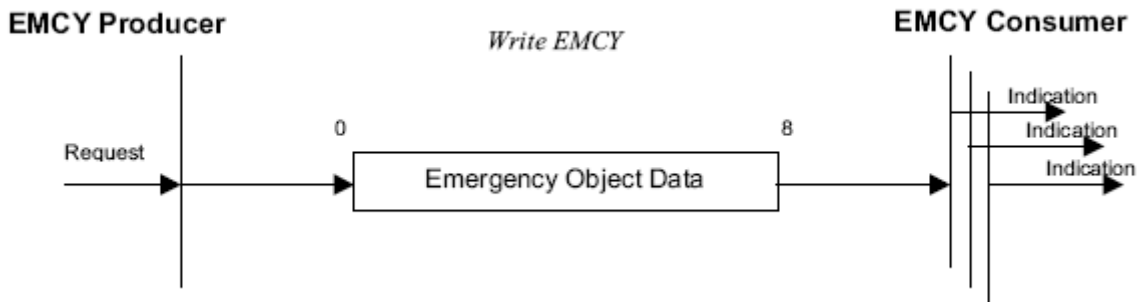 EMCY Producer
Write EMCY
EMCY Consumer
Indication
0
8
Indication
Request
Emergency Object Data
Indication